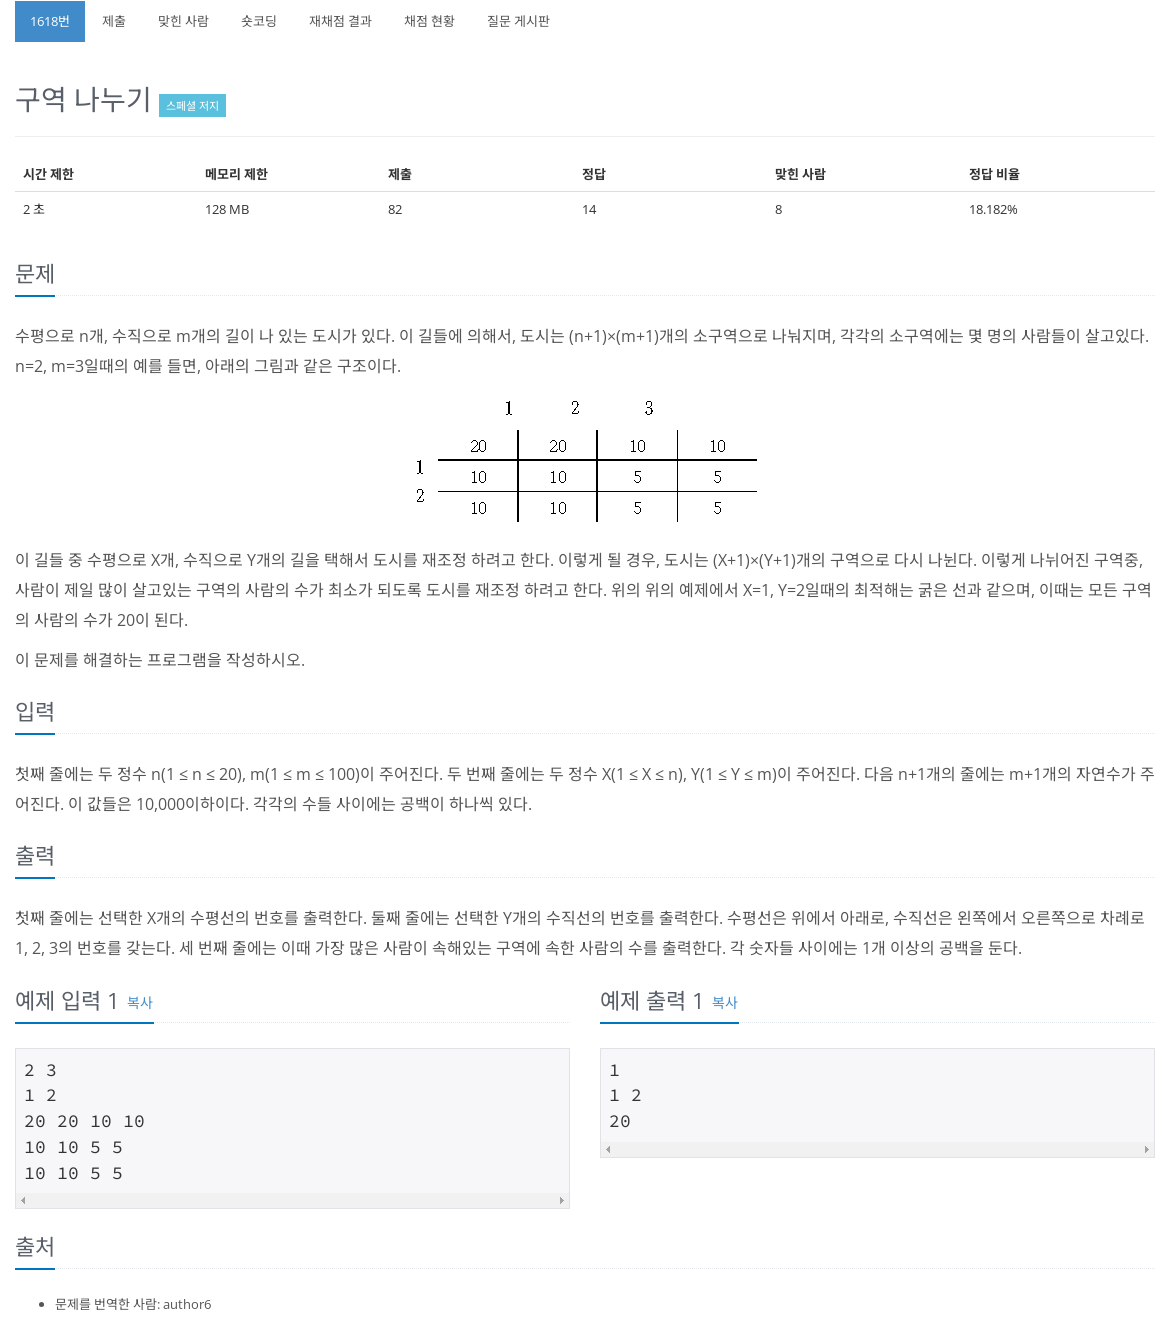 1618번 제출 맞힌 사람 숏코딩 재채점 결과 채점 현황 질문 게시판
구역 나누기 스페셜 저지
시간 제한 메모리 제한 제출 정답 맞힌 사람 정답 비율
2 초 128 MB 82 14 8 18.182%
문제
수평으로 n개, 수직으로 m개의 길이 나 있는 도시가 있다. 이 길들에 의해서, 도시는 (n+1)×(m+1)개의 소구역으로 나눠지며, 각각의 소구역에는 몇 명의 사람들이 살고있다.
n=2, m=3일때의 예를 들면, 아래의 그림과 같은 구조이다.
1 2 3
20 20 10 10
1
10 10 5 5
2
10 10 5 5
이 길들 중 수평으로 X개, 수직으로 Y개의 길을 택해서 도시를 재조정 하려고 한다. 이렇게 될 경우, 도시는 (X+1)×(Y+1)개의 구역으로 다시 나뉜다. 이렇게 나뉘어진 구역중,
사람이 제일 많이 살고있는 구역의 사람의 수가 최소가 되도록 도시를 재조정 하려고 한다. 위의 위의 예제에서 X=1, Y=2일때의 최적해는 굵은 선과 같으며, 이때는 모든 구역
의 사람의 수가 20이 된다.
이 문제를 해결하는 프로그램을 작성하시오.
입력
첫째 줄에는 두 정수 n(1 ≤ n ≤ 20), m(1 ≤ m ≤ 100)이 주어진다. 두 번째 줄에는 두 정수 X(1 ≤ X ≤ n), Y(1 ≤ Y ≤ m)이 주어진다. 다음 n+1개의 줄에는 m+1개의 자연수가 주
어진다. 이 값들은 10,000이하이다. 각각의 수들 사이에는 공백이 하나씩 있다.
출력
첫째 줄에는 선택한 X개의 수평선의 번호를 출력한다. 둘째 줄에는 선택한 Y개의 수직선의 번호를 출력한다. 수평선은 위에서 아래로, 수직선은 왼쪽에서 오른쪽으로 차례로
1, 2, 3의 번호를 갖는다. 세 번째 줄에는 이때 가장 많은 사람이 속해있는 구역에 속한 사람의 수를 출력한다. 각 숫자들 사이에는 1개 이상의 공백을 둔다.
예제 입력 1 복사
2 3
1 2
20 20 10 10
10 10 5 5
10 10 5 5
예제 출력 1 복사
1
1 2
20
출처
문제를 번역한 사람: author6